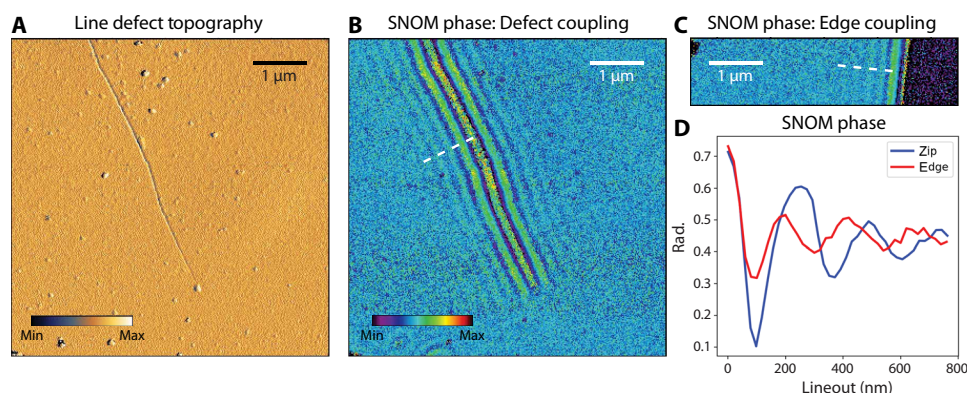 A Line defect topography
1 μm
Min Max
B SNOM phase: Defect coupling
1 μm
Min Max
C SNOM phase: Edge coupling
1 μm
D SNOM phase
Zip
Edge
Rad.
0.7
0.6
0.5
0.4
0.3
0.2
0.1
0 200 400 600 800
Lineout (nm)